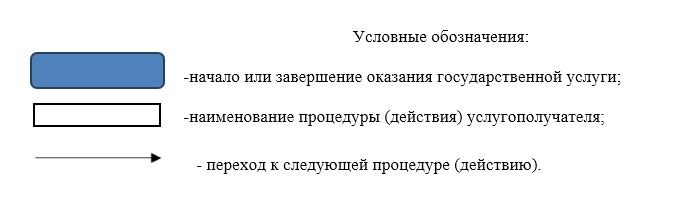 Условные обозначения:
-начало или завершение оказания государственной услуги;
-наименование процедуры (действия) услугополучателя;
- переход к следующей процедуре (действию).